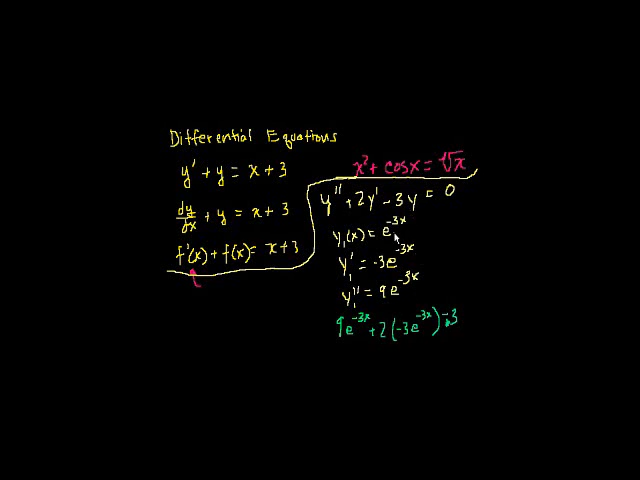 Differential Equations
y' + y = x + 3
dy/dx + y = x + 3
f'(x) + f(x) = x + 3
x² + cosx = √x
y'' + 2y' - 3y = 0
y₁(x) = e^-3x
y₁' = -3e^-3x
y₁'' = 9e^-3x
9e^-3x + 2(-3e^-3x) - 3